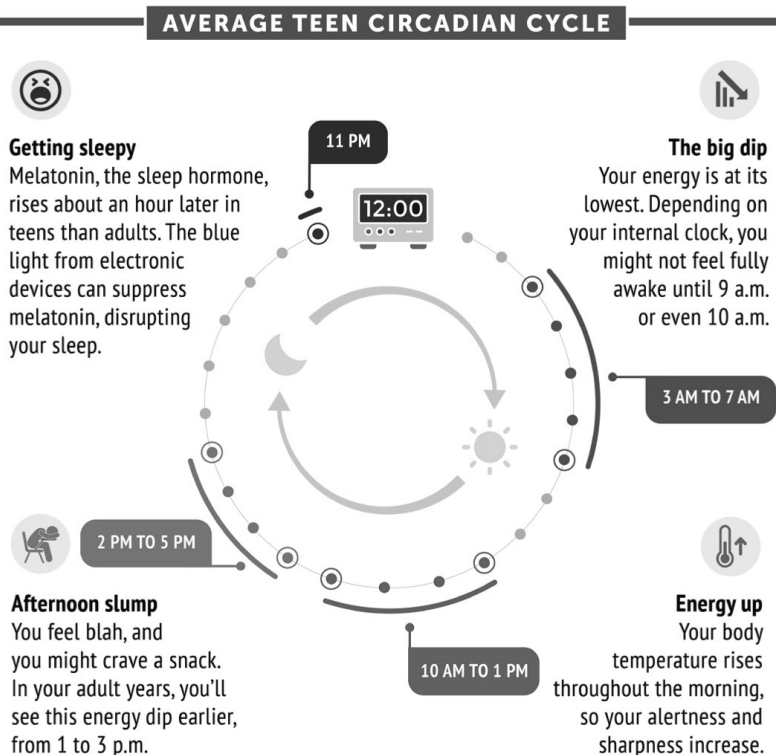 AVERAGE TEEN CIRCADIAN CYCLE
Getting sleepy
Melatonin, the sleep hormone,
rises about an hour later in
teens than adults. The blue
light from electronic
devices can suppress
melatonin, disrupting
your sleep.
11 PM
12:00
The big dip
Your energy is at its
lowest. Depending on
your internal clock, you
might not feel fully
awake until 9 a.m.
or even 10 a.m.
3 AM TO 7 AM
2 PM TO 5 PM
Afternoon slump
You feel blah, and
you might crave a snack.
In your adult years, you’ll
see this energy dip earlier,
from 1 to 3 p.m.
10 AM TO 1 PM
Energy up
Your body
temperature rises
throughout the morning,
so your alertness and
sharpness increase.